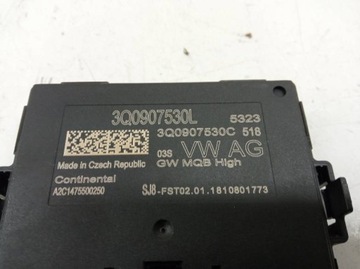 3Q0907530L 5323
3Q0907530C 516
03S VW AG
Made in Czech Republic GW MQB High
Continental
A2C1475500250 SJ8-FST02.01.1810801773